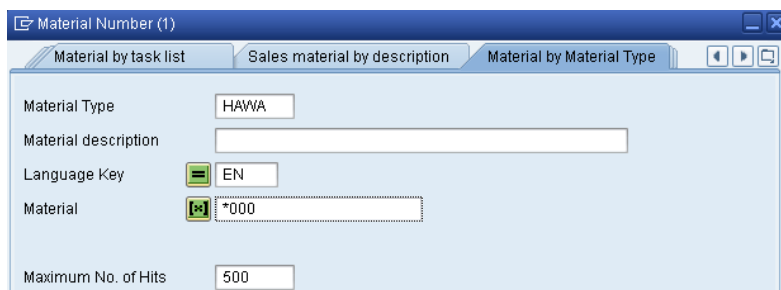 Material Number (1)
Material by task list Sales material by description Material by Material Type
Material Type HAWA
Material description
Language Key = EN
Material [*] *000
Maximum No. of Hits 500